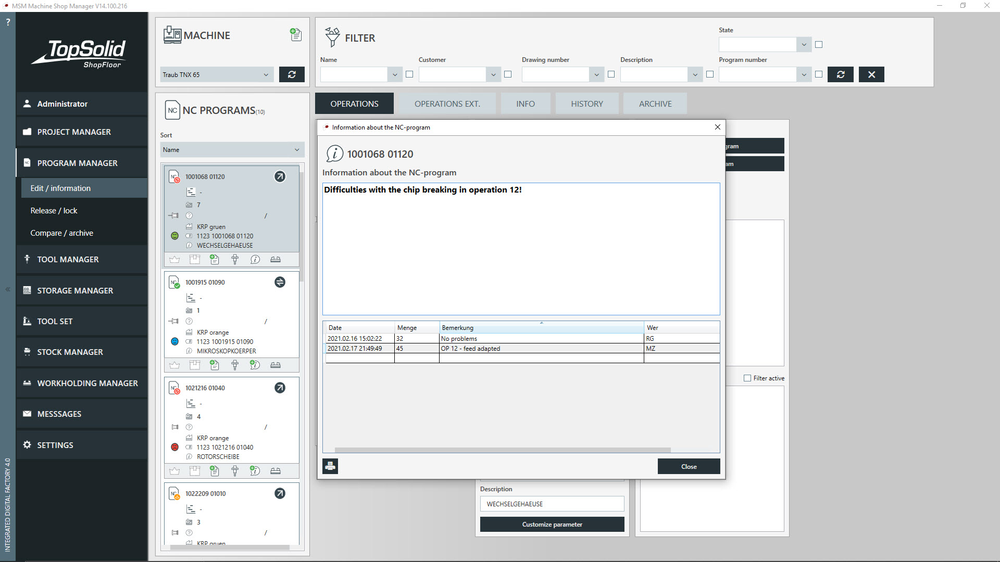 MSM Machine Shop Manager V14.100.216
?
TopSolid
ShopFloor
Administrator
PROJECT MANAGER
PROGRAM MANAGER
Edit / information
Release / lock
Compare / archive
TOOL MANAGER
STORAGE MANAGER
TOOL SET
STOCK MANAGER
WORKHOLDING MANAGER
MESSSAGES
SETTINGS
INTEGRATED DIGITAL FACTORY 4.0
MACHINE
Traub TNX 65
FILTER
State
Name
Customer
Drawing number
Description
Program number
NC PROGRAMS(10)
Sort
Name
1001068 01120
-
7
/
KRP gruen
1123 1001068 01120
WECHSELGEHAEUSE
1001915 01090
-
1
/
KRP orange
1123 1001915 01090
MIKROSKOPKOERPER
1021216 01040
-
4
/
KRP orange
1123 1021216 01040
ROTORSCHEIBE
1022209 01010
-
3
/
KRP gruen
OPERATIONS
OPERATIONS EXT.
INFO
HISTORY
ARCHIVE
Information about the NC-program
1001068 01120
Information about the NC-program
Difficulties with the chip breaking in operation 12!
Date Menge Bemerkung Wer
2021.02.16 15:02:22 32 No problems RG
2021.02.17 21:49:49 45 OP 12 - feed adapted MZ
Close
gram
am
Filter active
Description
WECHSELGEHAEUSE
Customize parameter